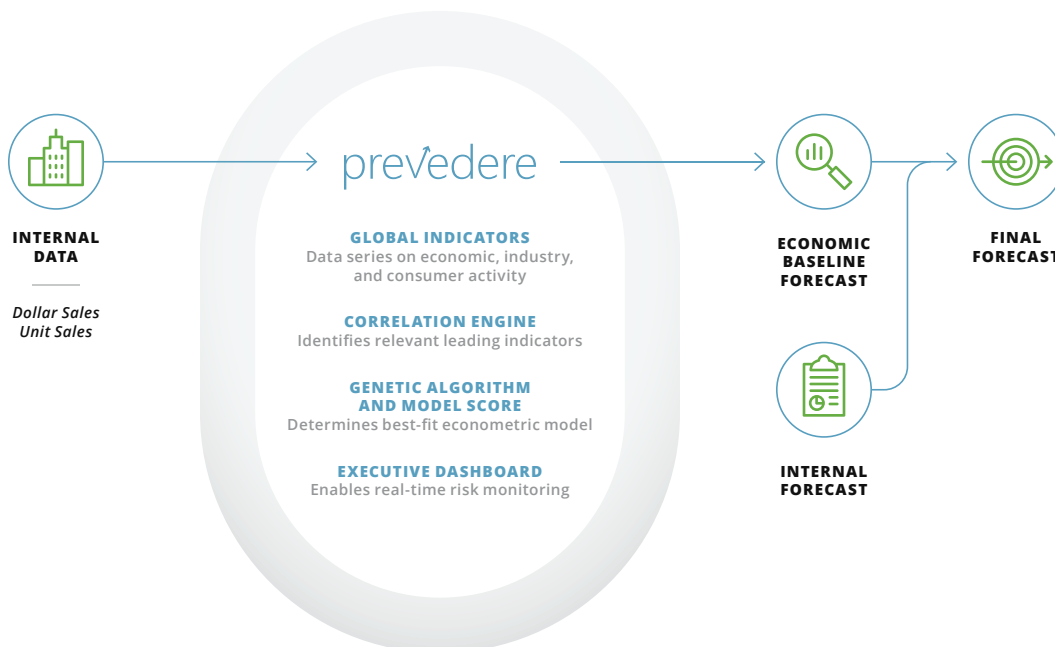 INTERNAL
DATA
Dollar Sales
Unit Sales
prevedere
GLOBAL INDICATORS
Data series on economic, industry,
and consumer activity
CORRELATION ENGINE
Identifies relevant leading indicators
GENETIC ALGORITHM
AND MODEL SCORE
Determines best-fit econometric model
EXECUTIVE DASHBOARD
Enables real-time risk monitoring
ECONOMIC
BASELINE
FORECAST
INTERNAL
FORECAST
FINAL
FORECAST